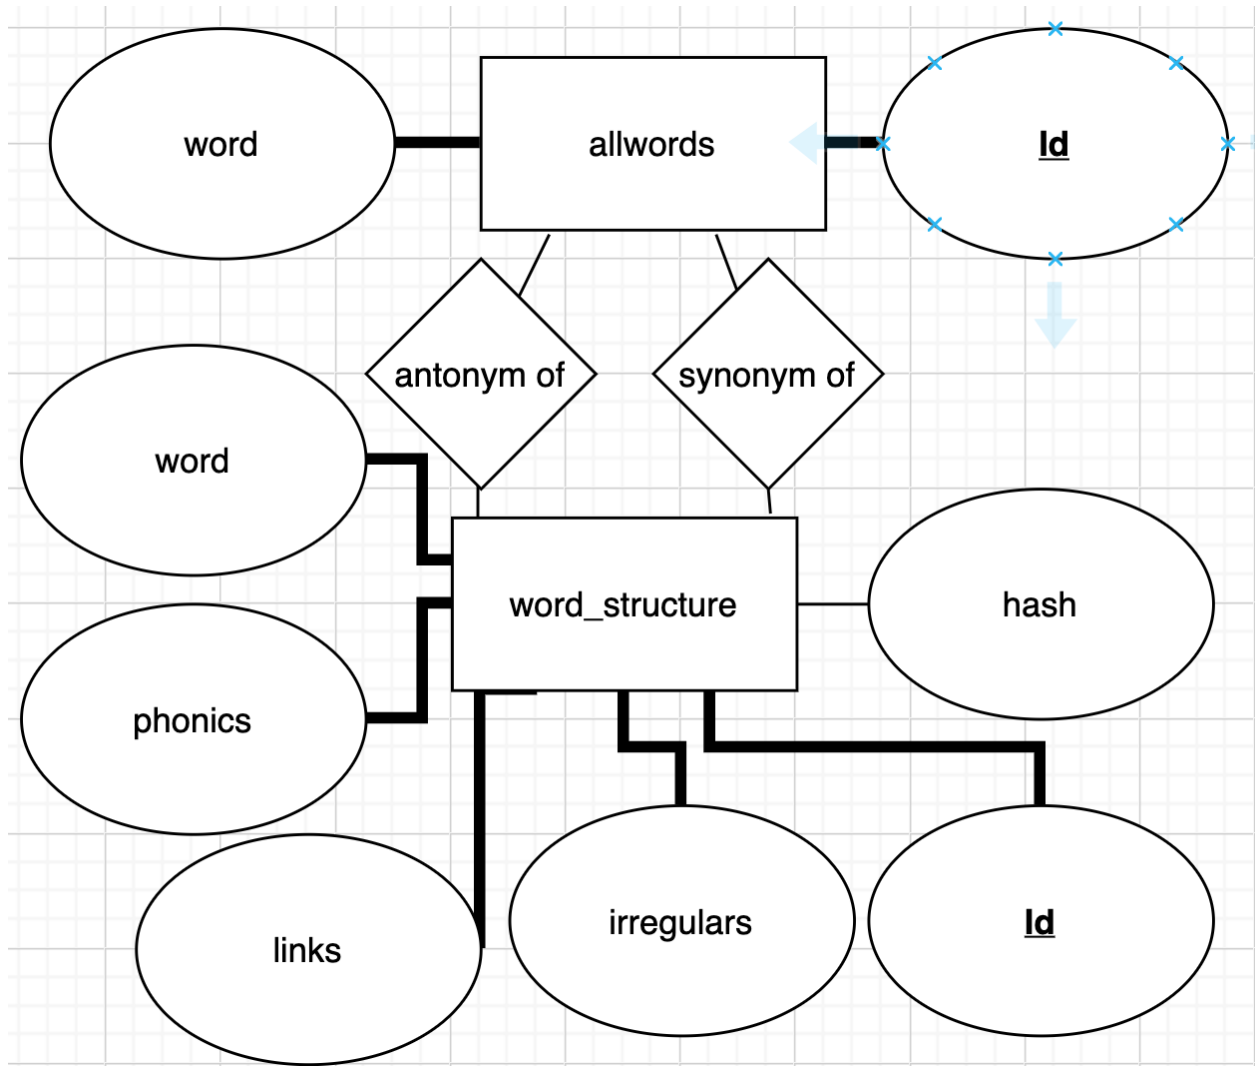 word
allwords
Id
antonym of
synonym of
word
word_structure
hash
phonics
links
irregulars
Id